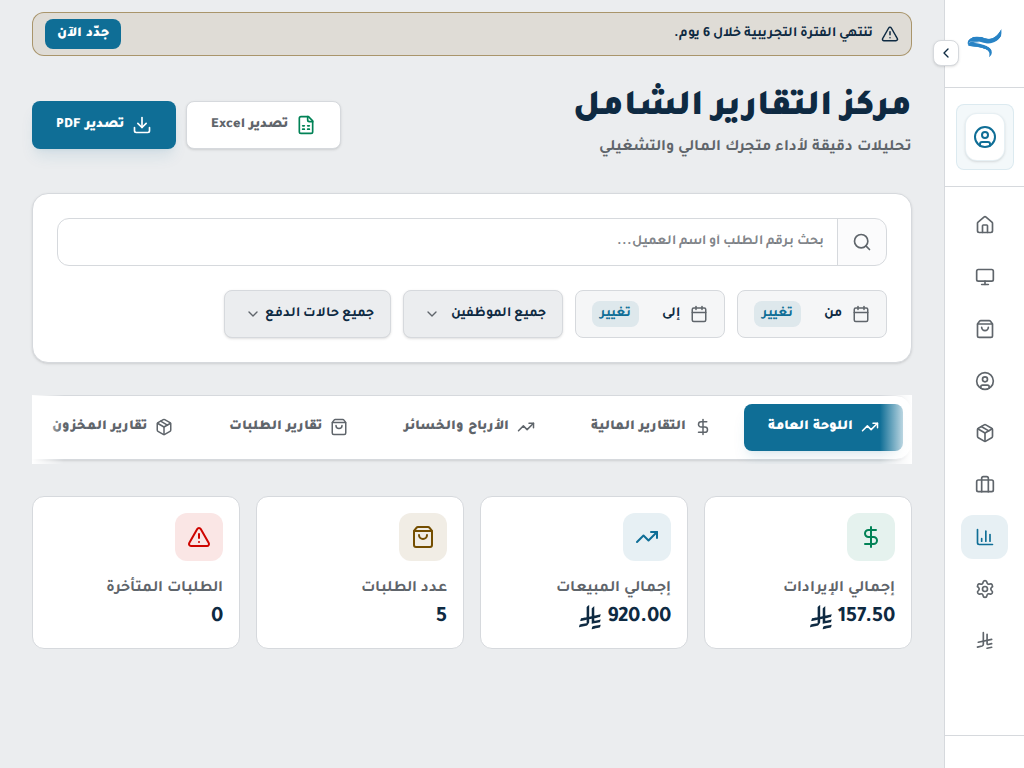 تنتهي الفترة التجريبية خلال 6 يوم.
جدّد الآن
مركز التقارير الشامل
تحليلات دقيقة لأداء متجرك المالي والتشغيلي
تصدير Excel
تصدير PDF
بحث برقم الطلب او اسم العميل...
من
تغيير
إلى
تغيير
جميع الموظفين
جميع حالات الدفع
اللوحة العامة
التقارير المالية
الأرباح والخسائر
تقارير الطلبات
تقارير المخزون
إجمالي الإيرادات
157.50
إجمالي المبيعات
920.00
عدد الطلبات
5
الطلبات المتأخرة
0